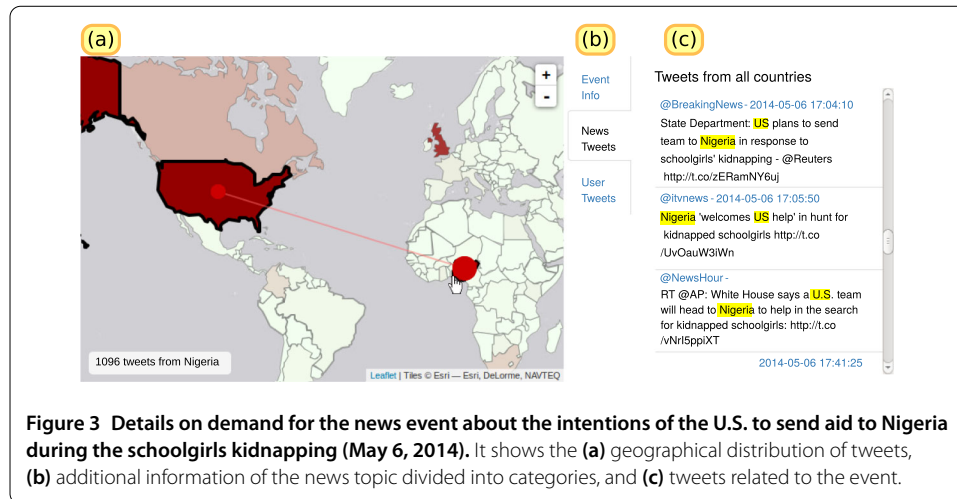 (a)
(b)
(c)
+
-
1096 tweets from Nigeria
Leaflet | Tiles © Esri — Esri, DeLorme, NAVTEQ
Event
Info
News
Tweets
User
Tweets
Tweets from all countries
@BreakingNews - 2014-05-06 17:04:10
State Department: US plans to send
team to Nigeria in response to
schoolgirls' kidnapping - @Reuters
http://t.co/zERamNY6uj
@itvnews - 2014-05-06 17:05:50
Nigeria 'welcomes US help' in hunt for
kidnapped schoolgirls http://t.co
/UvOauW3iWn
@NewsHour -
RT @AP: White House says a U.S. team
will head to Nigeria to help in the search
for kidnapped schoolgirls: http://t.co
/vNrI5ppiXT
2014-05-06 17:41:25
Figure 3 Details on demand for the news event about the intentions of the U.S. to send aid to Nigeria
during the schoolgirls kidnapping (May 6, 2014). It shows the (a) geographical distribution of tweets,
(b) additional information of the news topic divided into categories, and (c) tweets related to the event.